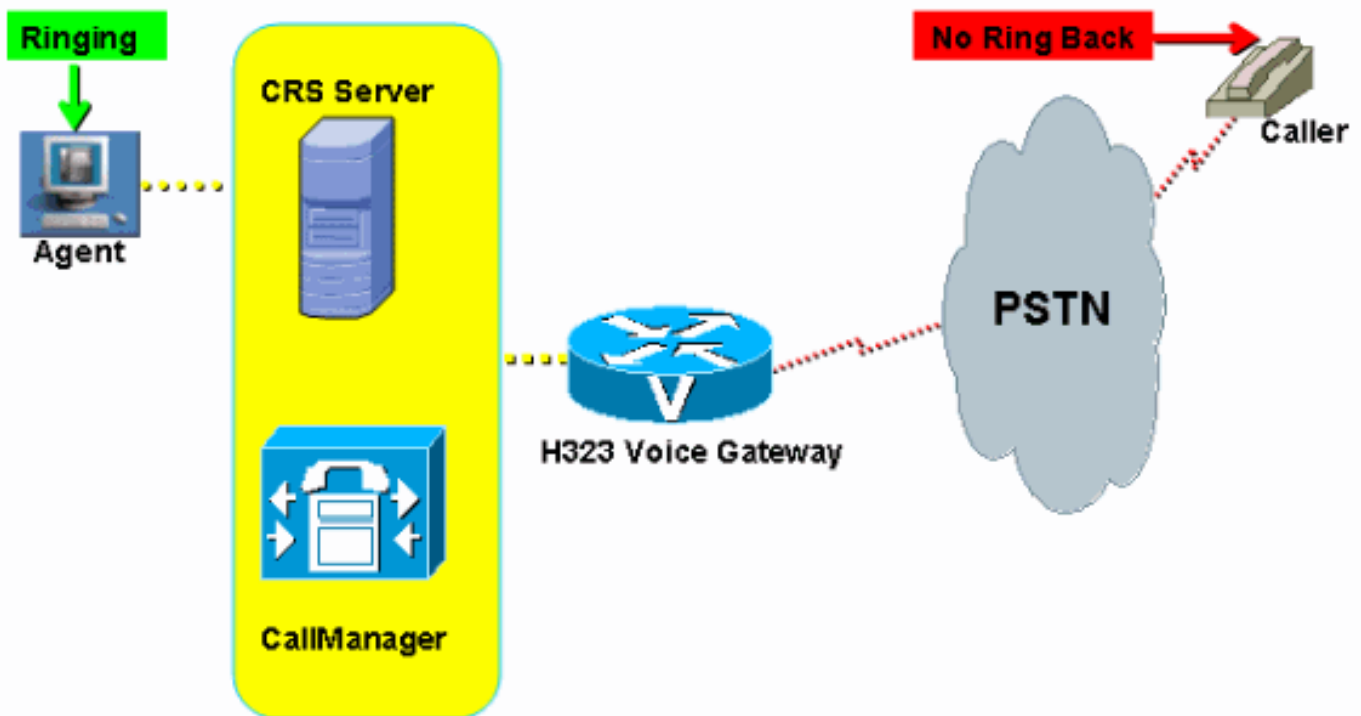 Ringing
No Ring Back
CRS Server
Caller
Agent
PSTN
V
H323 Voice Gateway
CallManager